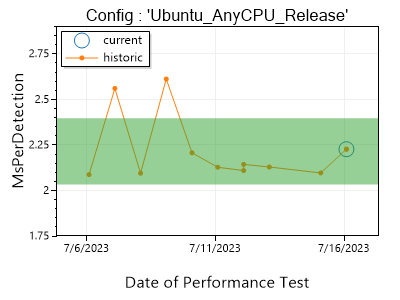 Config : 'Ubuntu_AnyCPU_Release'
current
historic
MsPerDetection
2.75
2.5
2.25
2
1.75
7/6/2023
7/11/2023
7/16/2023
Date of Performance Test